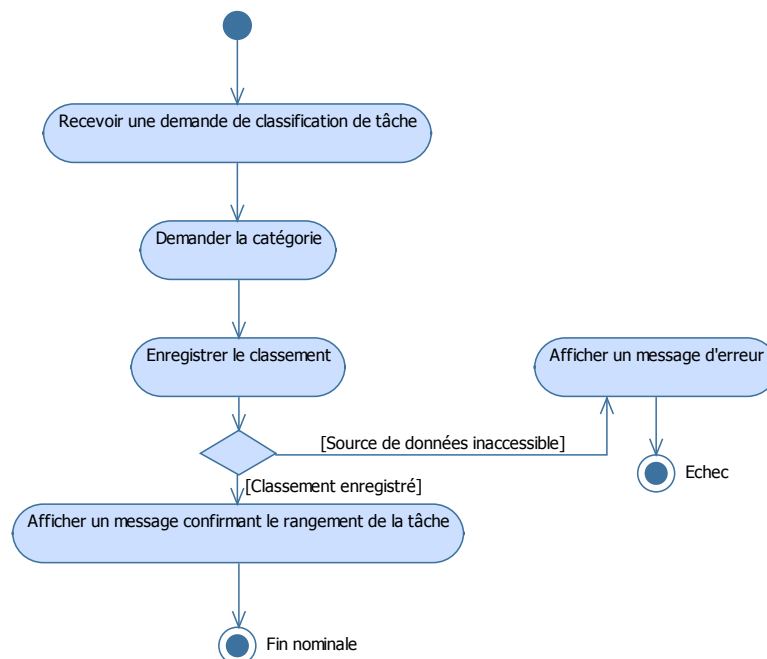 Recevoir une demande de classification de tâche
Demander la catégorie
Enregistrer le classement
Afficher un message d'erreur
[Source de données inaccessible]
Echec
[Classement enregistré]
Afficher un message confirmant le rangement de la tâche
Fin nominale